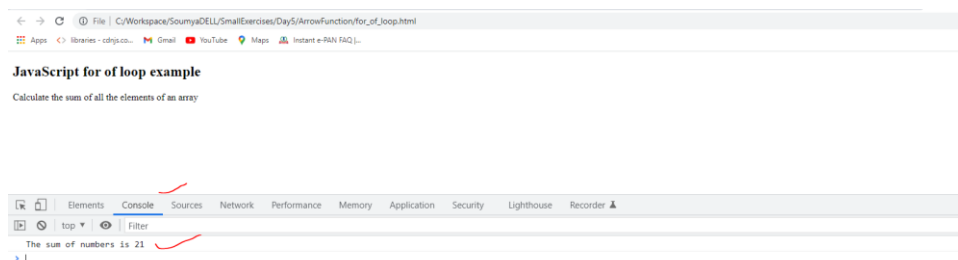 File | C:/Workspace/SoumyaDELL/SmallExercises/Day5/ArrowFunction/for_of_loop.html
Apps libraries - cdnjs.co... Gmail YouTube Maps Instant e-PAN FAQ |...
JavaScript for of loop example
Calculate the sum of all the elements of an array
Elements Console Sources Network Performance Memory Application Security Lighthouse Recorder
top Filter
The sum of numbers is 21